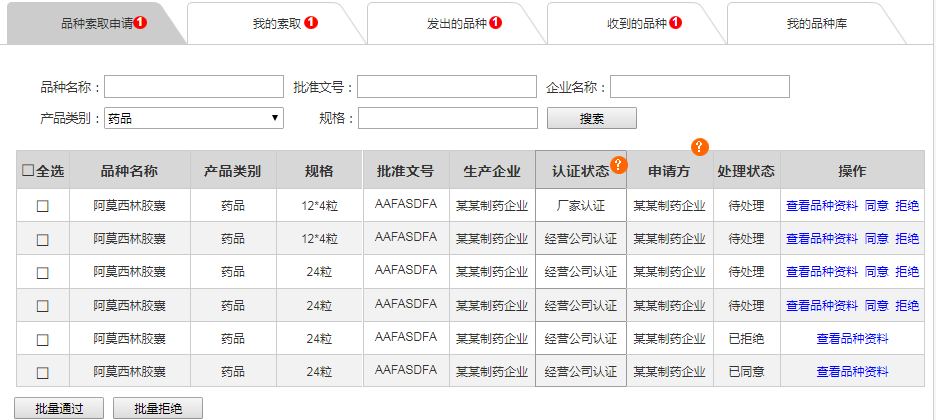 品种索取申请1 我的索取 1 发出的品种 1 收到的品种 1 我的品种库
品种名称： 批准文号： 企业名称：
产品类别：药品 规格： 搜索
全选 品种名称 产品类别 规格 批准文号 生产企业 认证状态? 申请方? 处理状态 操作
阿莫西林胶囊 药品 12*4粒 AAFASDFA 某某制药企业 厂家认证 某某制药企业 待处理 查看品种资料 同意 拒绝
阿莫西林胶囊 药品 12*4粒 AAFASDFA 某某制药企业 经营公司认证 某某制药企业 待处理 查看品种资料 同意 拒绝
阿莫西林胶囊 药品 24粒 AAFASDFA 某某制药企业 经营公司认证 某某制药企业 待处理 查看品种资料 同意 拒绝
阿莫西林胶囊 药品 24粒 AAFASDFA 某某制药企业 经营公司认证 某某制药企业 待处理 查看品种资料 同意 拒绝
阿莫西林胶囊 药品 24粒 AAFASDFA 某某制药企业 经营公司认证 某某制药企业 已拒绝 查看品种资料
阿莫西林胶囊 药品 24粒 AAFASDFA 某某制药企业 经营公司认证 某某制药企业 已同意 查看品种资料
批量通过 批量拒绝